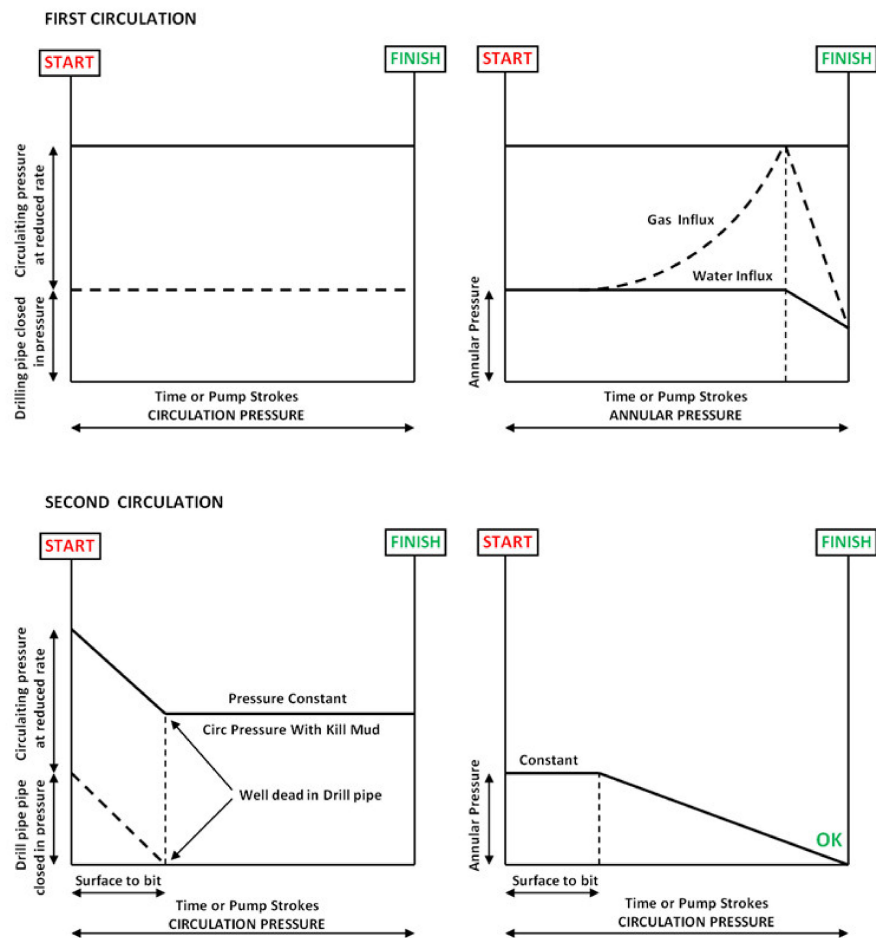 FIRST CIRCULATION
START
FINISH
Circulaiting pressure
at reduced rate
Drilling pipe closed
in pressure
Time or Pump Strokes
CIRCULATION PRESSURE
START
FINISH
Gas Influx
Water Influx
Annular Pressure
Time or Pump Strokes
ANNULAR PRESSURE
SECOND CIRCULATION
START
FINISH
Circulaiting pressure
at reduced rate
Drill pipe pipe
closed in pressure
Pressure Constant
Circ Pressure With Kill Mud
Well dead in Drill pipe
Surface to bit
Time or Pump Strokes
CIRCULATION PRESSURE
START
FINISH
Annular Pressure
Constant
OK
Surface to bit
Time or Pump Strokes
CIRCULATION PRESSURE